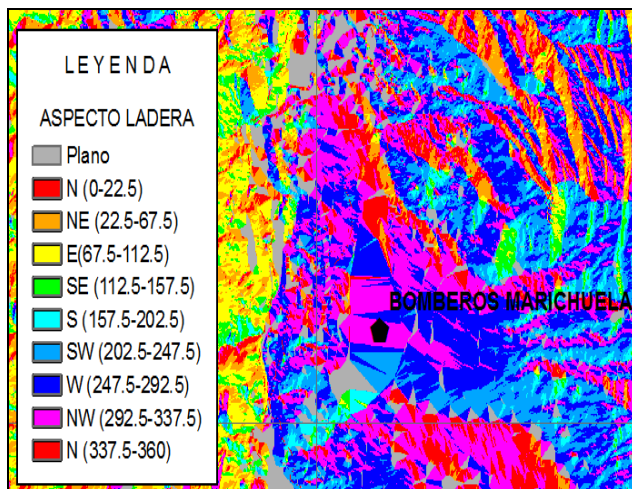 LEYENDA
ASPECTO LADERA
Plano
N (0-22.5)
NE (22.5-67.5)
E(67.5-112.5)
SE (112.5-157.5)
S (157.5-202.5)
SW (202.5-247.5)
W (247.5-292.5)
NW (292.5-337.5)
N (337.5-360)
BOMBEROS MARICHUELA